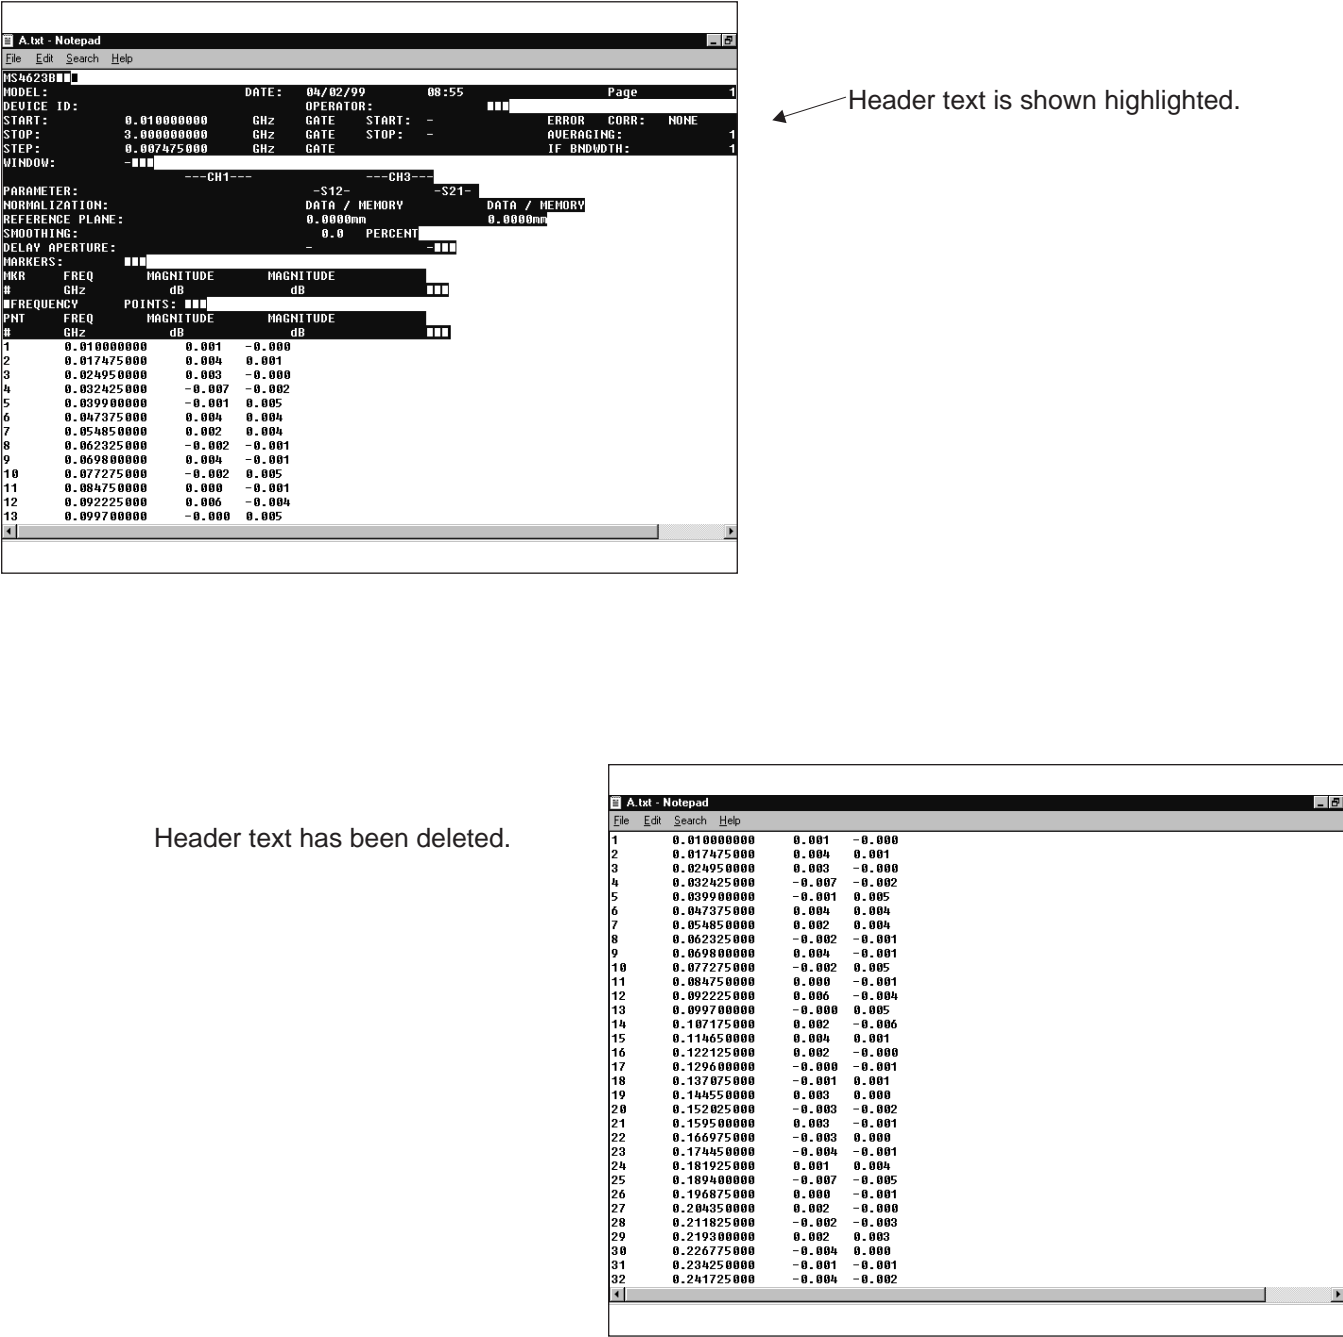 A.txt - Notepad
File Edit Search Help
MS4623B
MODEL: DATE: 04/02/99 08:55 Page 1
DEVICE ID: OPERATOR:
START: 0.010000000 GHz GATE START: - ERROR CORR: NONE
STOP: 3.000000000 GHz GATE STOP: - AVERAGING: 1
STEP: 0.007475000 GHz GATE IF BNDWDTH: 1
WINDOW: -
---CH1--- ---CH3---
PARAMETER: -S12- -S21-
NORMALIZATION: DATA / MEMORY DATA / MEMORY
REFERENCE PLANE: 0.0000mm 0.0000mm
SMOOTHING: 0.0 PERCENT
DELAY APERTURE: - -
MARKERS:
MKR FREQ MAGNITUDE MAGNITUDE
# GHz dB dB
FREQUENCY POINTS:
PNT FREQ MAGNITUDE MAGNITUDE
# GHz dB dB
1 0.010000000 0.001 -0.000
2 0.017475000 0.004 0.001
3 0.024950000 0.003 -0.000
4 0.032425000 -0.007 -0.002
5 0.039900000 -0.001 0.005
6 0.047375000 0.004 0.004
7 0.054850000 0.002 0.004
8 0.062325000 -0.002 -0.001
9 0.069800000 0.004 -0.001
10 0.077275000 -0.002 0.005
11 0.084750000 0.000 -0.001
12 0.092225000 0.006 -0.004
13 0.099700000 -0.000 0.005
Header text is shown highlighted.
Header text has been deleted.
A.txt - Notepad
File Edit Search Help
1 0.010000000 0.001 -0.000
2 0.017475000 0.004 0.001
3 0.024950000 0.003 -0.000
4 0.032425000 -0.007 -0.002
5 0.039900000 -0.001 0.005
6 0.047375000 0.004 0.004
7 0.054850000 0.002 0.004
8 0.062325000 -0.002 -0.001
9 0.069800000 0.004 -0.001
10 0.077275000 -0.002 0.005
11 0.084750000 0.000 -0.001
12 0.092225000 0.006 -0.004
13 0.099700000 -0.000 0.005
14 0.107175000 0.002 -0.006
15 0.114650000 0.004 0.001
16 0.122125000 0.002 -0.000
17 0.129600000 -0.000 -0.001
18 0.137075000 -0.001 0.001
19 0.144550000 0.003 0.000
20 0.152025000 -0.003 -0.002
21 0.159500000 0.003 -0.001
22 0.166975000 -0.003 0.000
23 0.174450000 -0.004 -0.001
24 0.181925000 0.001 0.004
25 0.189400000 -0.007 -0.005
26 0.196875000 0.000 -0.001
27 0.204350000 0.002 -0.000
28 0.211825000 -0.002 -0.003
29 0.219300000 0.002 0.003
30 0.226775000 -0.004 0.000
31 0.234250000 -0.001 -0.001
32 0.241725000 -0.004 -0.002